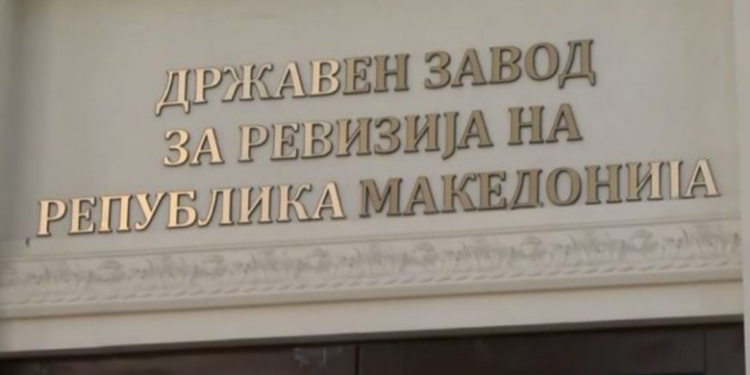 ДРЖАВЕН ЗАВОД
ЗА РЕВИЗИЈА НА
РЕПУБЛИКА МАКЕДОНИЈА